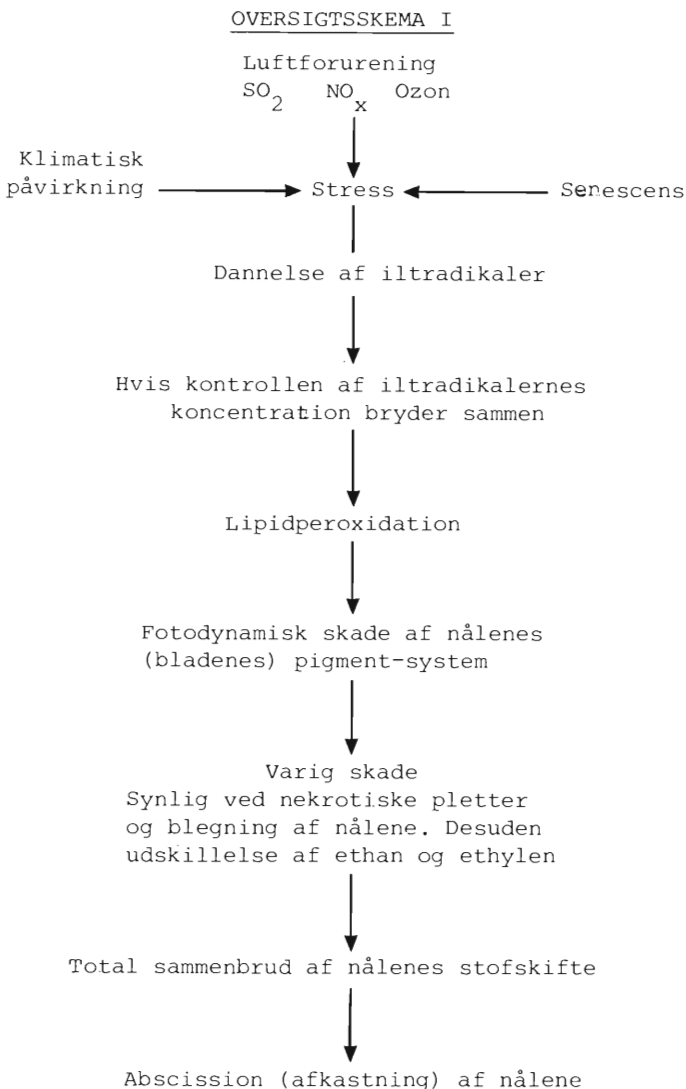 OVERSIGTSSKEMA I
Luftforurening
SO2 NOx Ozon
Klimatisk
påvirkning
Stress
Senescens
Dannelse af iltradikaler
Hvis kontrollen af iltradikalernes
koncentration bryder sammen
Lipidperoxidation
Fotodynamisk skade af nålenes
(bladenes) pigment-system
Varig skade
Synlig ved nekrotiske pletter
og blegning af nålene. Desuden
udskillelse af ethan og ethylen
Total sammenbrud af nålenes stofskifte
Abscission (afkastning) af nålene